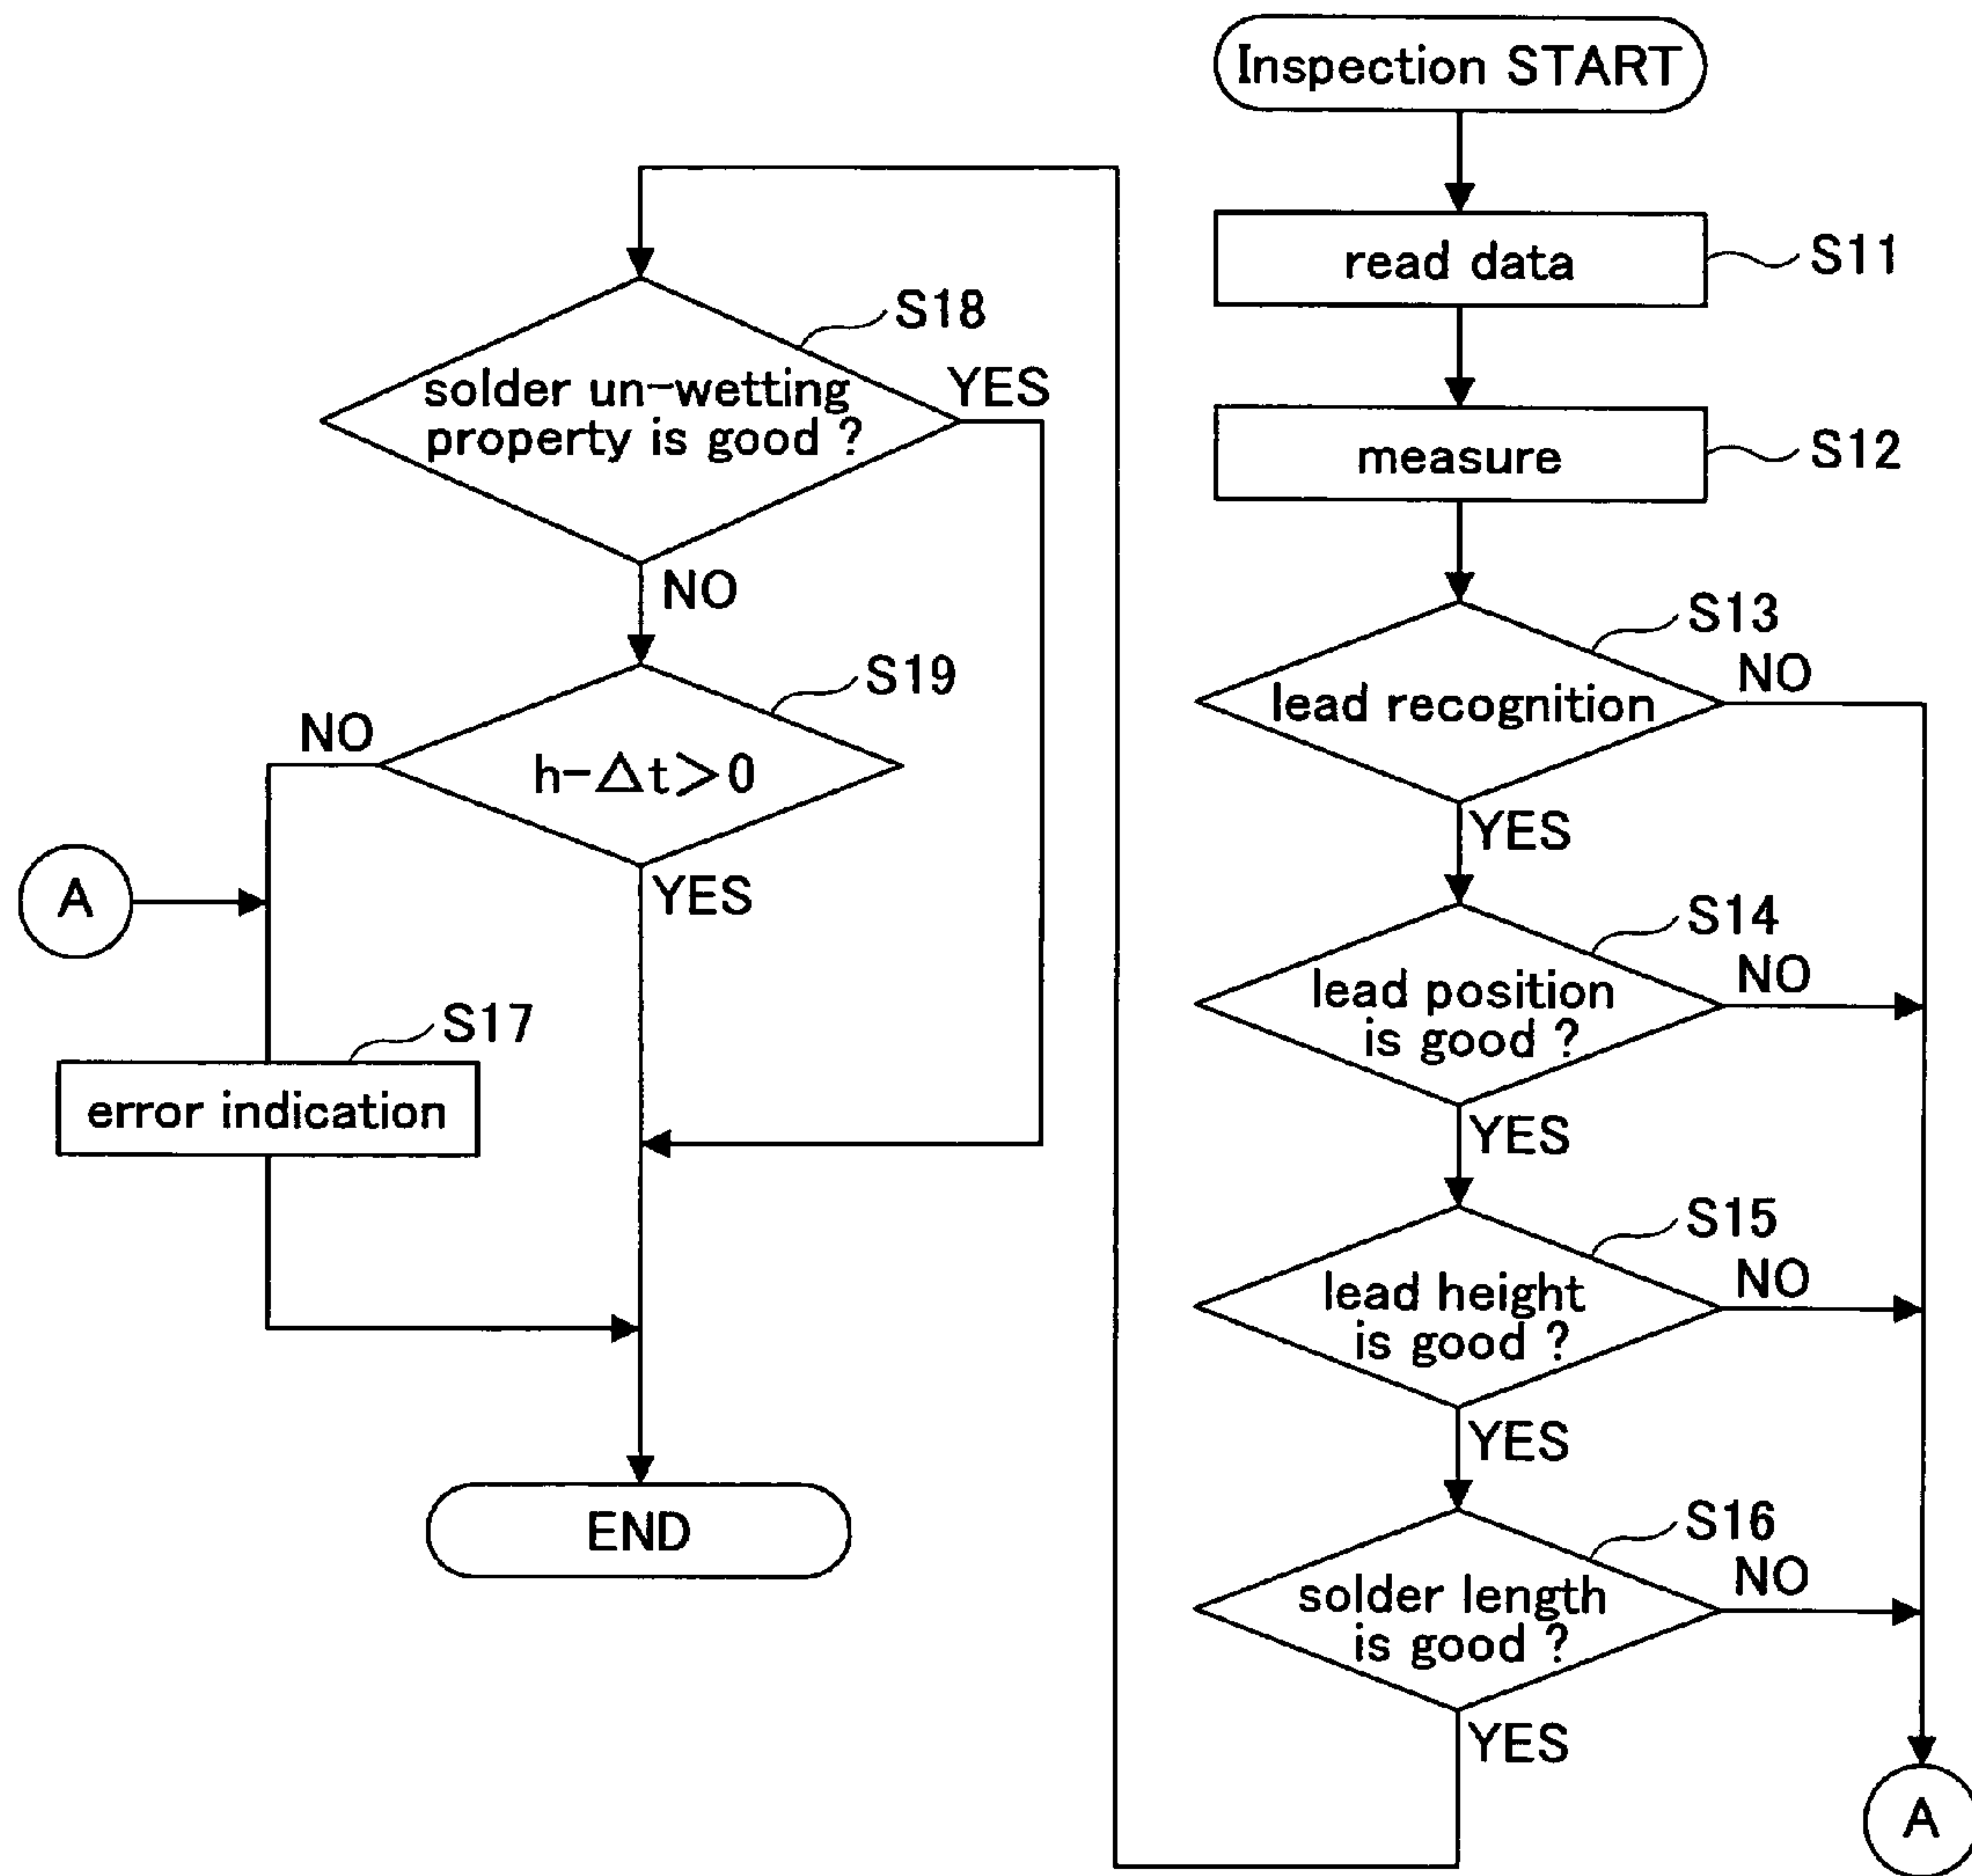 Inspection START
read data
S11
measure
S12
S13
lead recognition
NO
YES
S14
lead position
is good ?
NO
YES
S15
lead height
is good ?
NO
YES
S16
solder length
is good ?
NO
YES
A
S18
solder un-wetting
property is good ?
YES
NO
S19
h-△t>0
NO
YES
A
S17
error indication
END